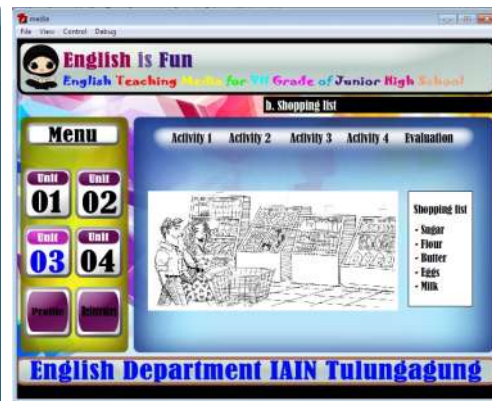 media
File View Control Debug
English is Fun
English Teaching Media for VII Grade of Junior High School
b. Shopping list
Menu
Activity 1 Activity 2 Activity 3 Activity 4 Evaluation
Unit 01
Unit 02
Unit 03
Unit 04
Profile
Shopping list
- Sugar
- Flour
- Butter
- Eggs
- Milk
English Department IAIN Tulungagung